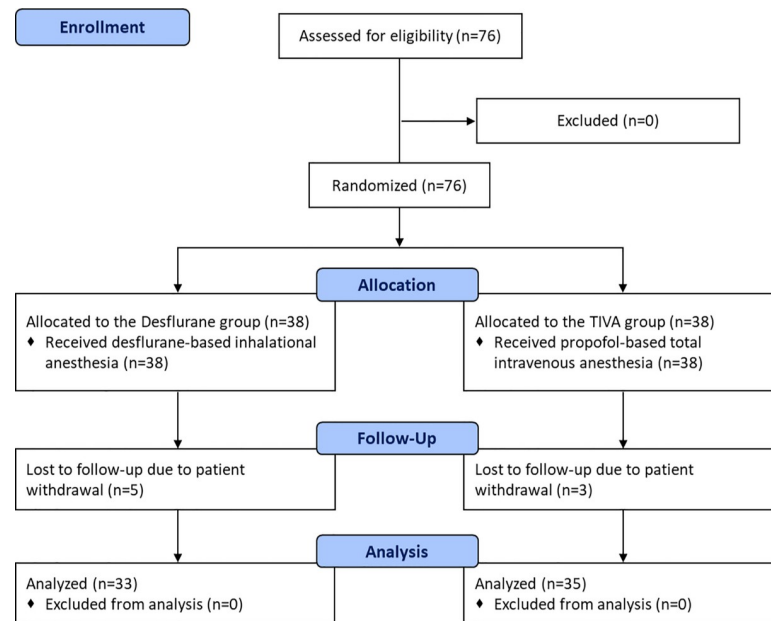 Enrollment
Assessed for eligibility (n=76)
Excluded (n=0)
Randomized (n=76)
Allocation
Allocated to the Desflurane group (n=38)
♦ Received desflurane-based inhalational
anesthesia (n=38)
Allocated to the TIVA group (n=38)
♦ Received propofol-based total
intravenous anesthesia (n=38)
Follow-Up
Lost to follow-up due to patient
withdrawal (n=5)
Lost to follow-up due to patient
withdrawal (n=3)
Analysis
Analyzed (n=33)
♦ Excluded from analysis (n=0)
Analyzed (n=35)
♦ Excluded from analysis (n=0)